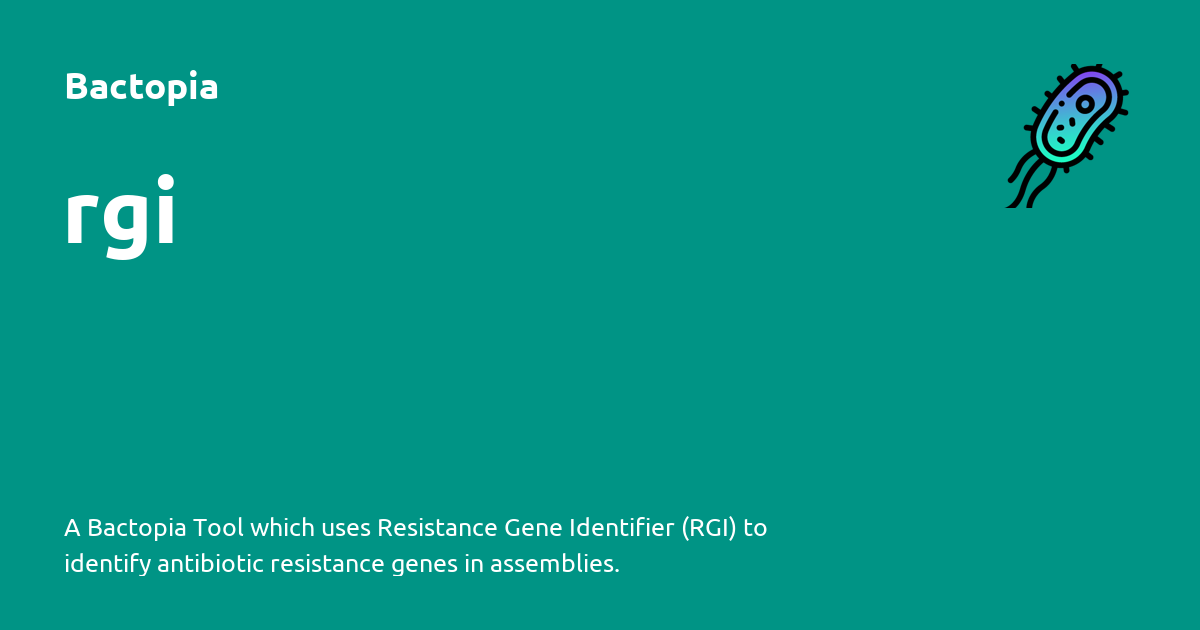 Bactopia
rgi
A Bactopia Tool which uses Resistance Gene Identifier (RGI) to
identify antibiotic resistance genes in assemblies.